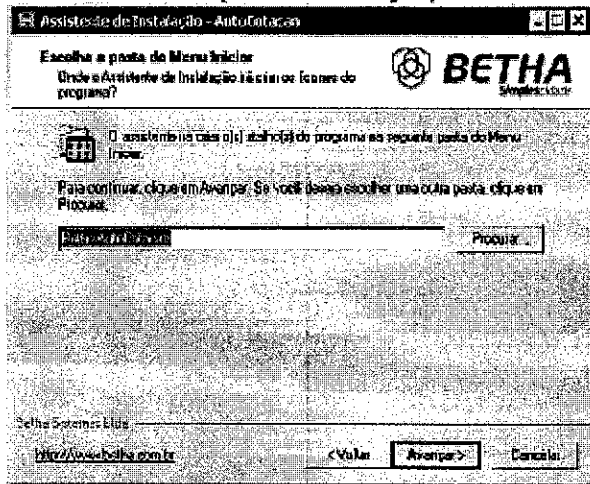 Assistente de Instalação - AutoCotacao
Escolha a pasta do Menu Iniciar
Onde o Assistente de Instalação irá criar os ícones do
programa?
BETHA
O assistente irá criar o(s) atalho(s) do programa na seguinte pasta do Menu
Iniciar.
Para continuar, clique em Avançar. Se você deseja escolher uma outra pasta, clique em
Procurar.
Procurar...
Betha Sistemas Ltda
http://www.betha.com.br
<Voltar
Avançar>
Cancelar